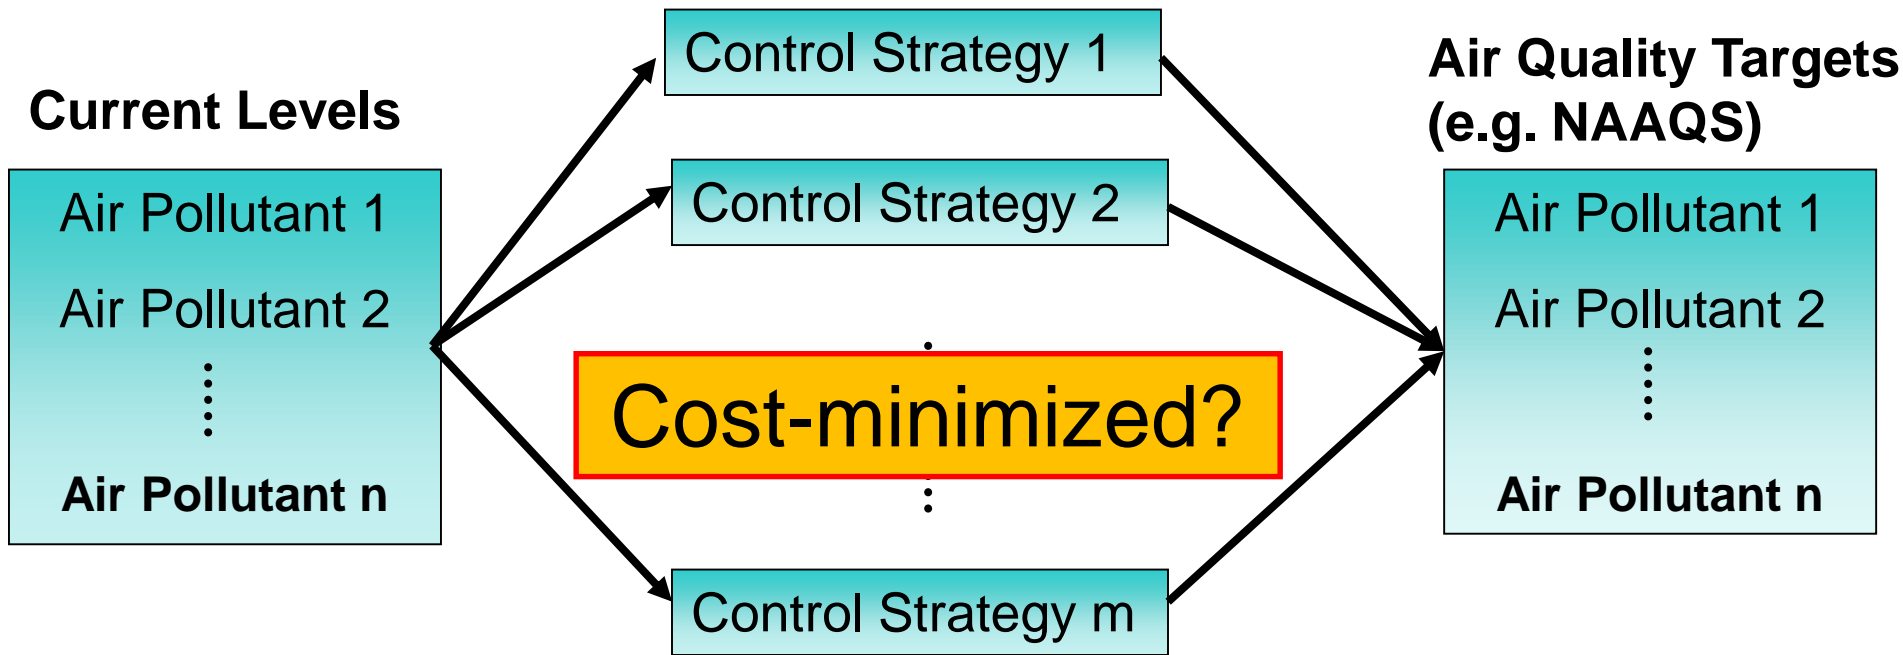 Current Levels
Air Pollutant 1
Air Pollutant 2
Air Pollutant n
Control Strategy 1
Control Strategy 2
Cost-minimized?
Control Strategy m
Air Quality Targets
(e.g. NAAQS)
Air Pollutant 1
Air Pollutant 2
Air Pollutant n